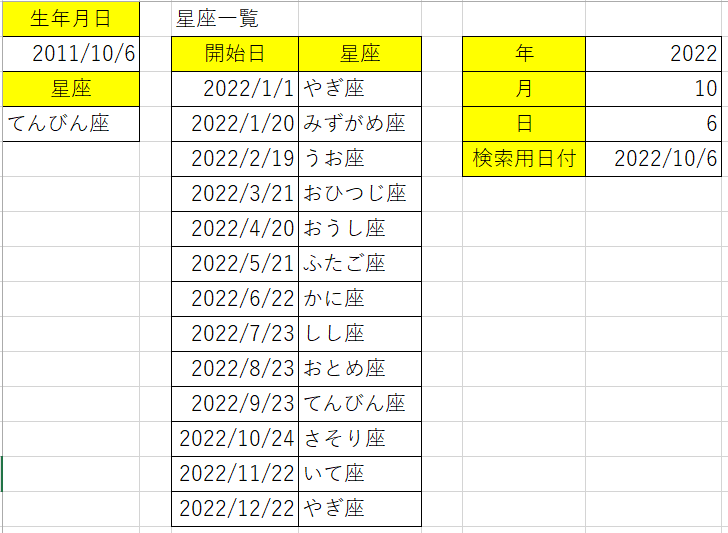 生年月日
2011/10/6
星座
てんびん座
星座一覧
開始日 星座
2022/1/1 やぎ座
2022/1/20 みずがめ座
2022/2/19 うお座
2022/3/21 おひつじ座
2022/4/20 おうし座
2022/5/21 ふたご座
2022/6/22 かに座
2022/7/23 しし座
2022/8/23 おとめ座
2022/9/23 てんびん座
2022/10/24 さそり座
2022/11/22 いて座
2022/12/22 やぎ座
年 2022
月 10
日 6
検索用日付 2022/10/6